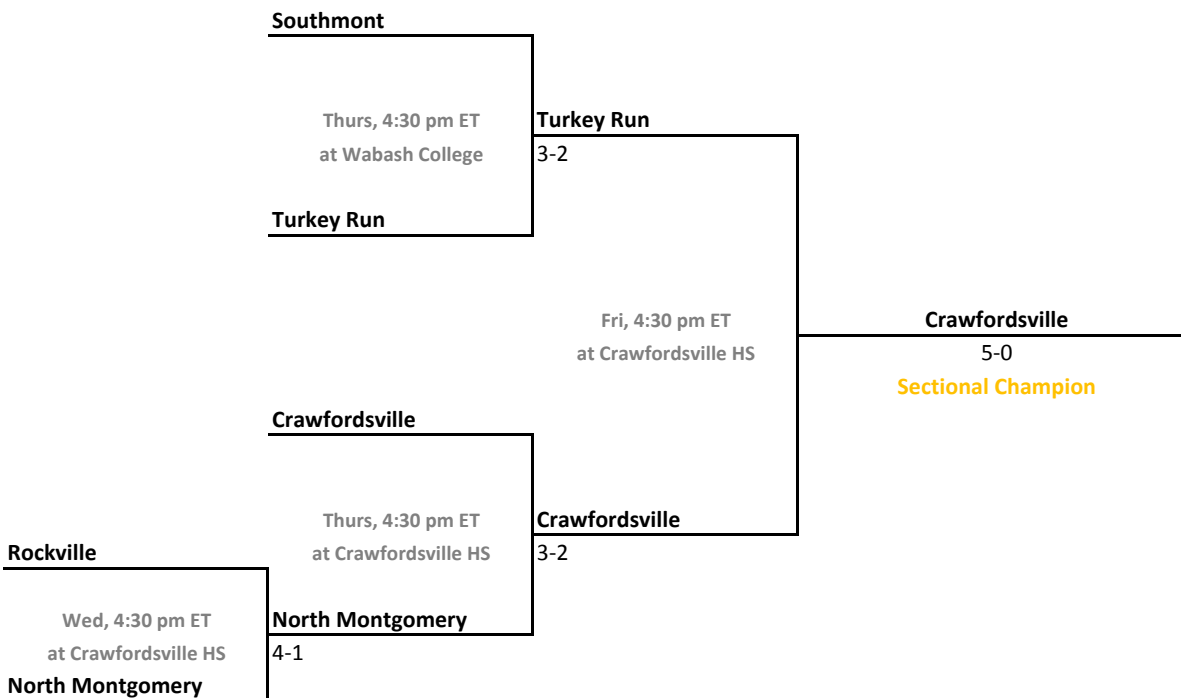 Southmont
Thurs, 4:30 pm ET
at Wabash College
Turkey Run
3-2
Turkey Run
Fri, 4:30 pm ET
at Crawfordsville HS
Crawfordsville
5-0
Sectional Champion
Crawfordsville
Thurs, 4:30 pm ET
at Crawfordsville HS
Crawfordsville
3-2
Rockville
Wed, 4:30 pm ET
at Crawfordsville HS
North Montgomery
4-1
North Montgomery